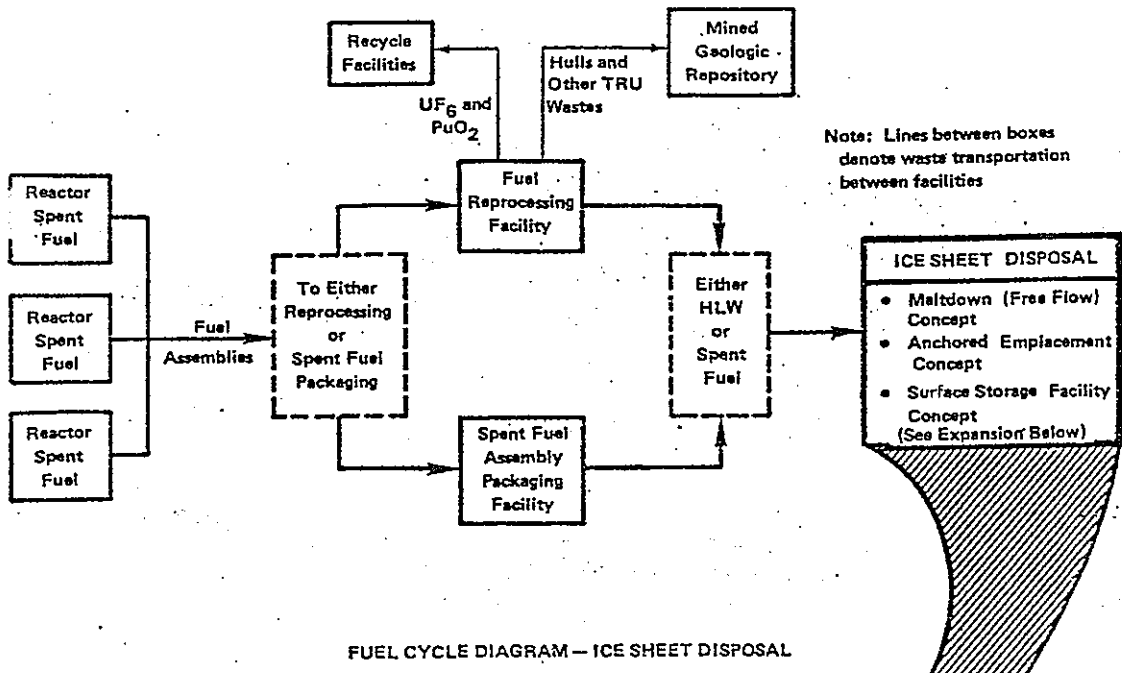 Recycle
Facilities
Mined
Geologic
Repository
Hulls and
Other TRU
Wastes
UF6 and
PuO2
Note: Lines between boxes
denote waste transportation
between facilities
Reactor
Spent
Fuel
Fuel
Reprocessing
Facility
To Either
Reprocessing
or
Spent Fuel
Packaging
Either
HLW
or
Spent
Fuel
ICE SHEET DISPOSAL
• Meltdown (Free Flow)
Concept
• Anchored Emplacement
Concept
• Surface Storage Facility
Concept
(See Expansion Below)
Reactor
Spent
Fuel
Fuel
Assemblies
Reactor
Spent
Fuel
Spent Fuel
Assembly
Packaging
Facility
FUEL CYCLE DIAGRAM — ICE SHEET DISPOSAL